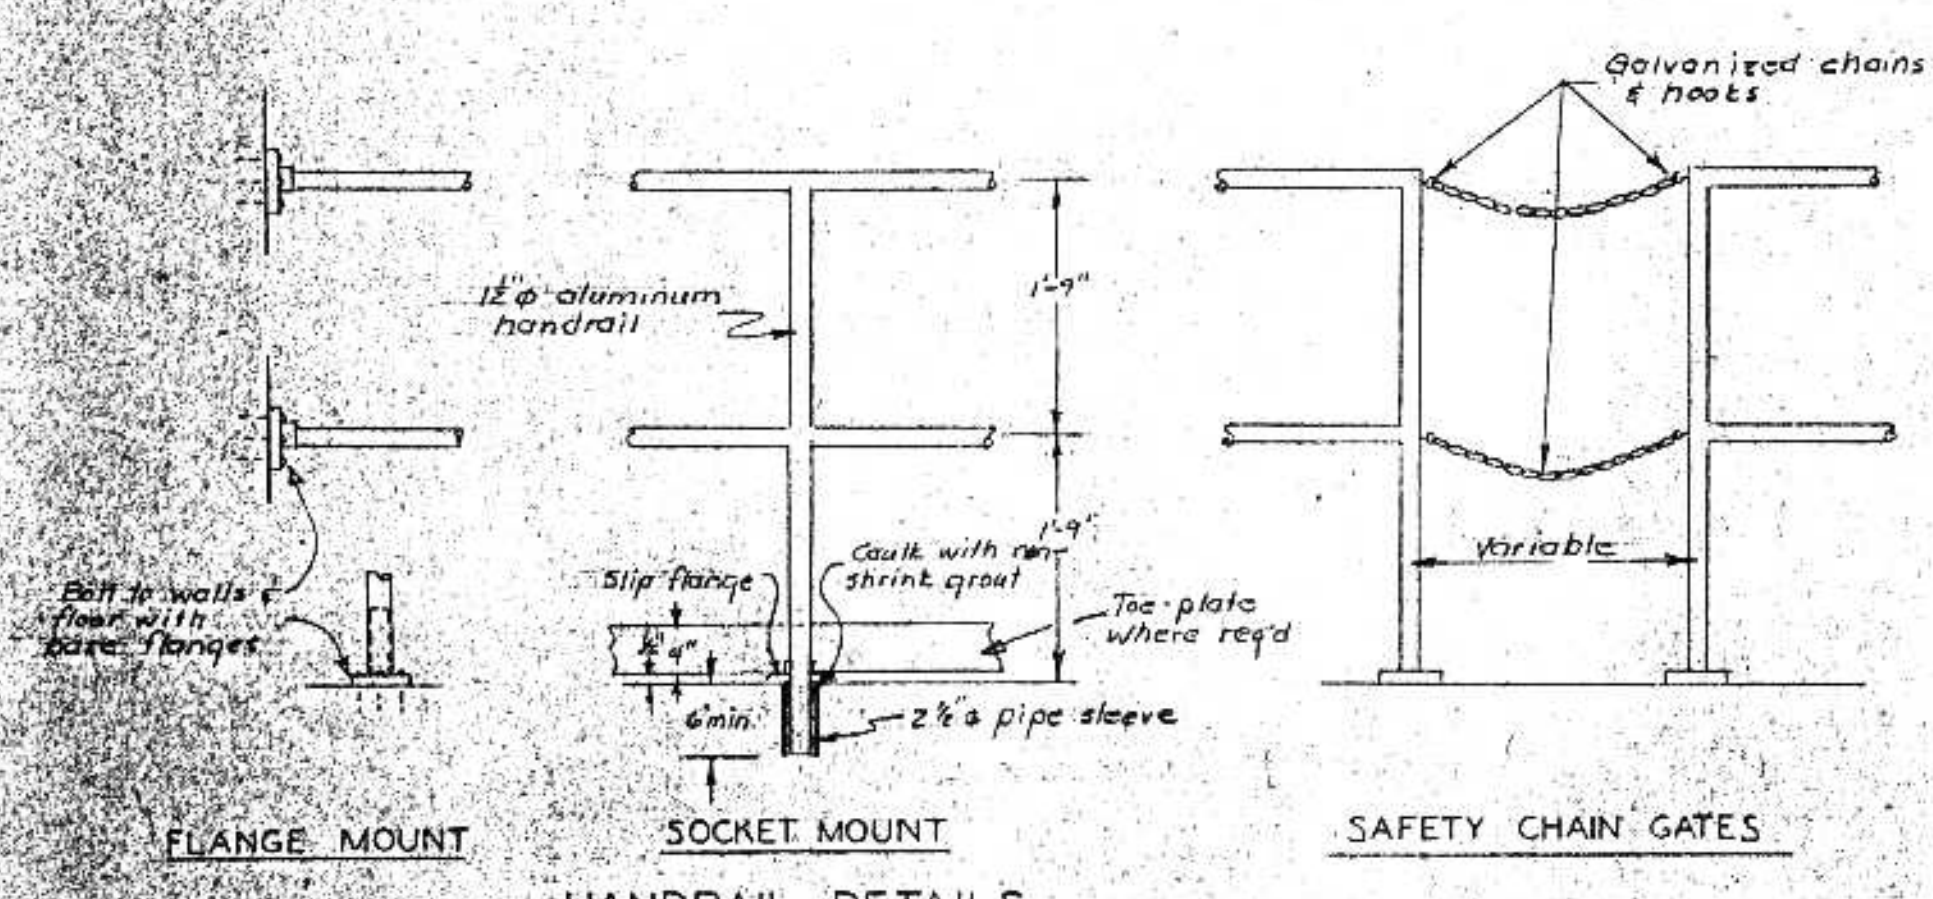 Galvanized chains
& hooks
1½"φ aluminum
handrail
1'-9"
1'-9"
Caulk with non-
shrink grout
Slip flange
Variable
Bolt to walls &
floor with
base flanges
Toe-plate
where req'd
½"
4"
6" min.
2½"φ pipe sleeve
FLANGE MOUNT
SOCKET MOUNT
SAFETY CHAIN GATES
HANDRAIL DETAILS